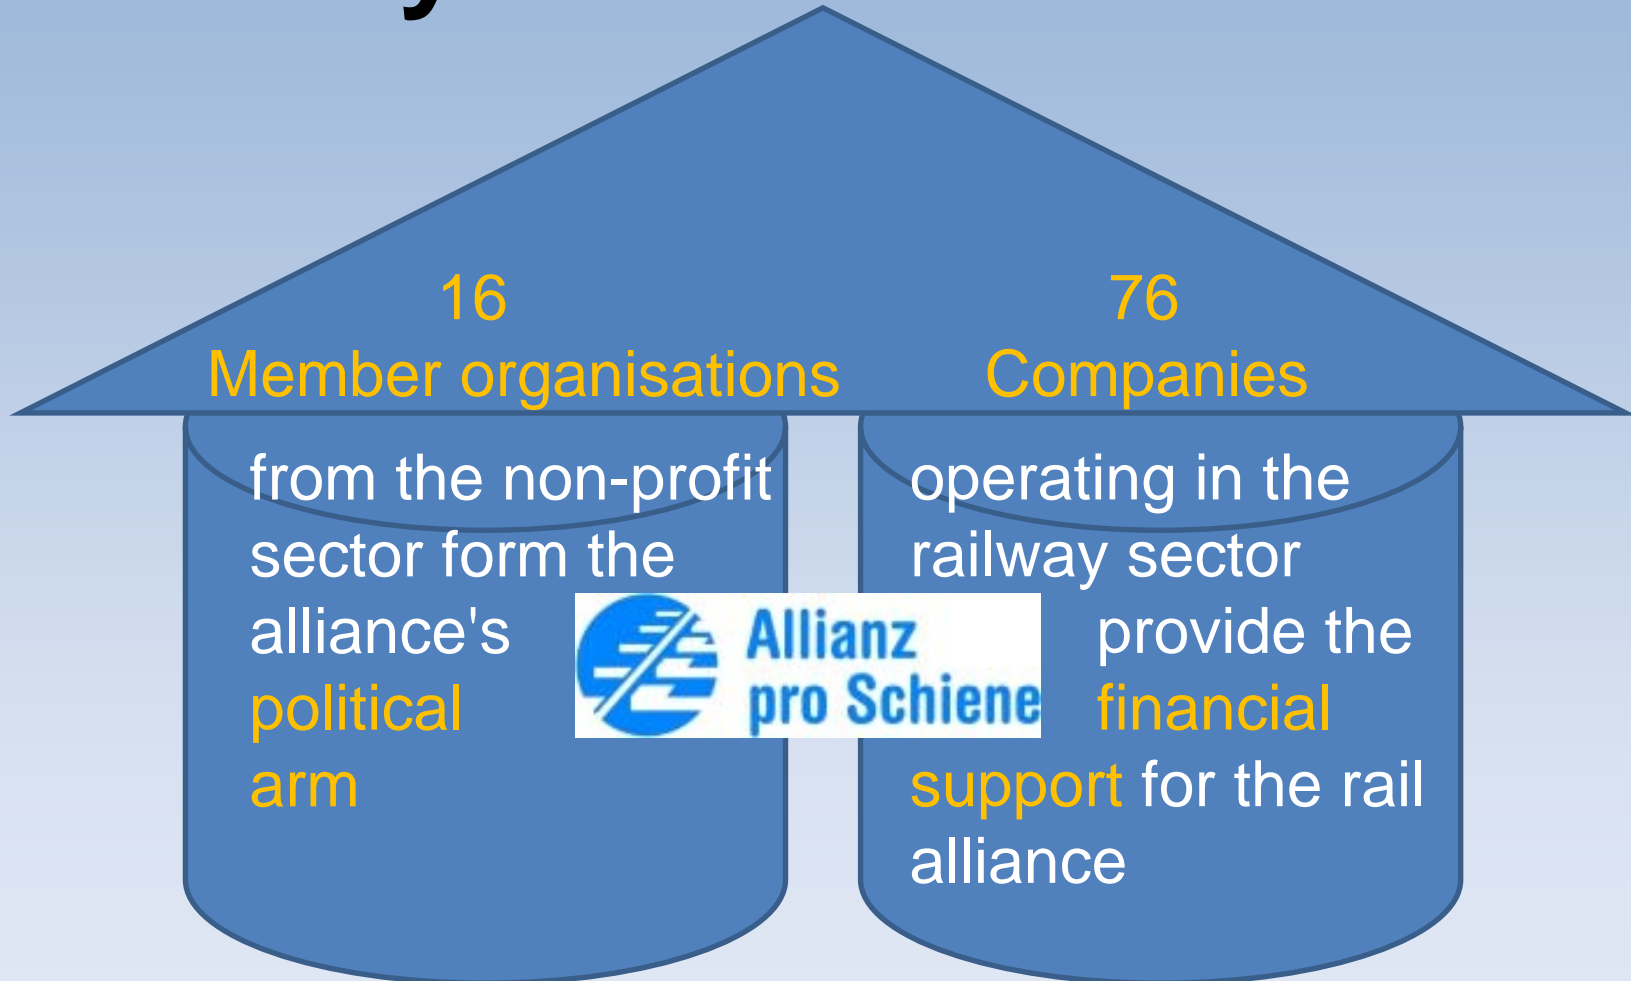 16
Member organisations
from the non-profit
sector form the
alliance's
political
arm
76
Companies
operating in the
railway sector
provide the
financial
support for the rail
alliance
Allianz
pro Schiene